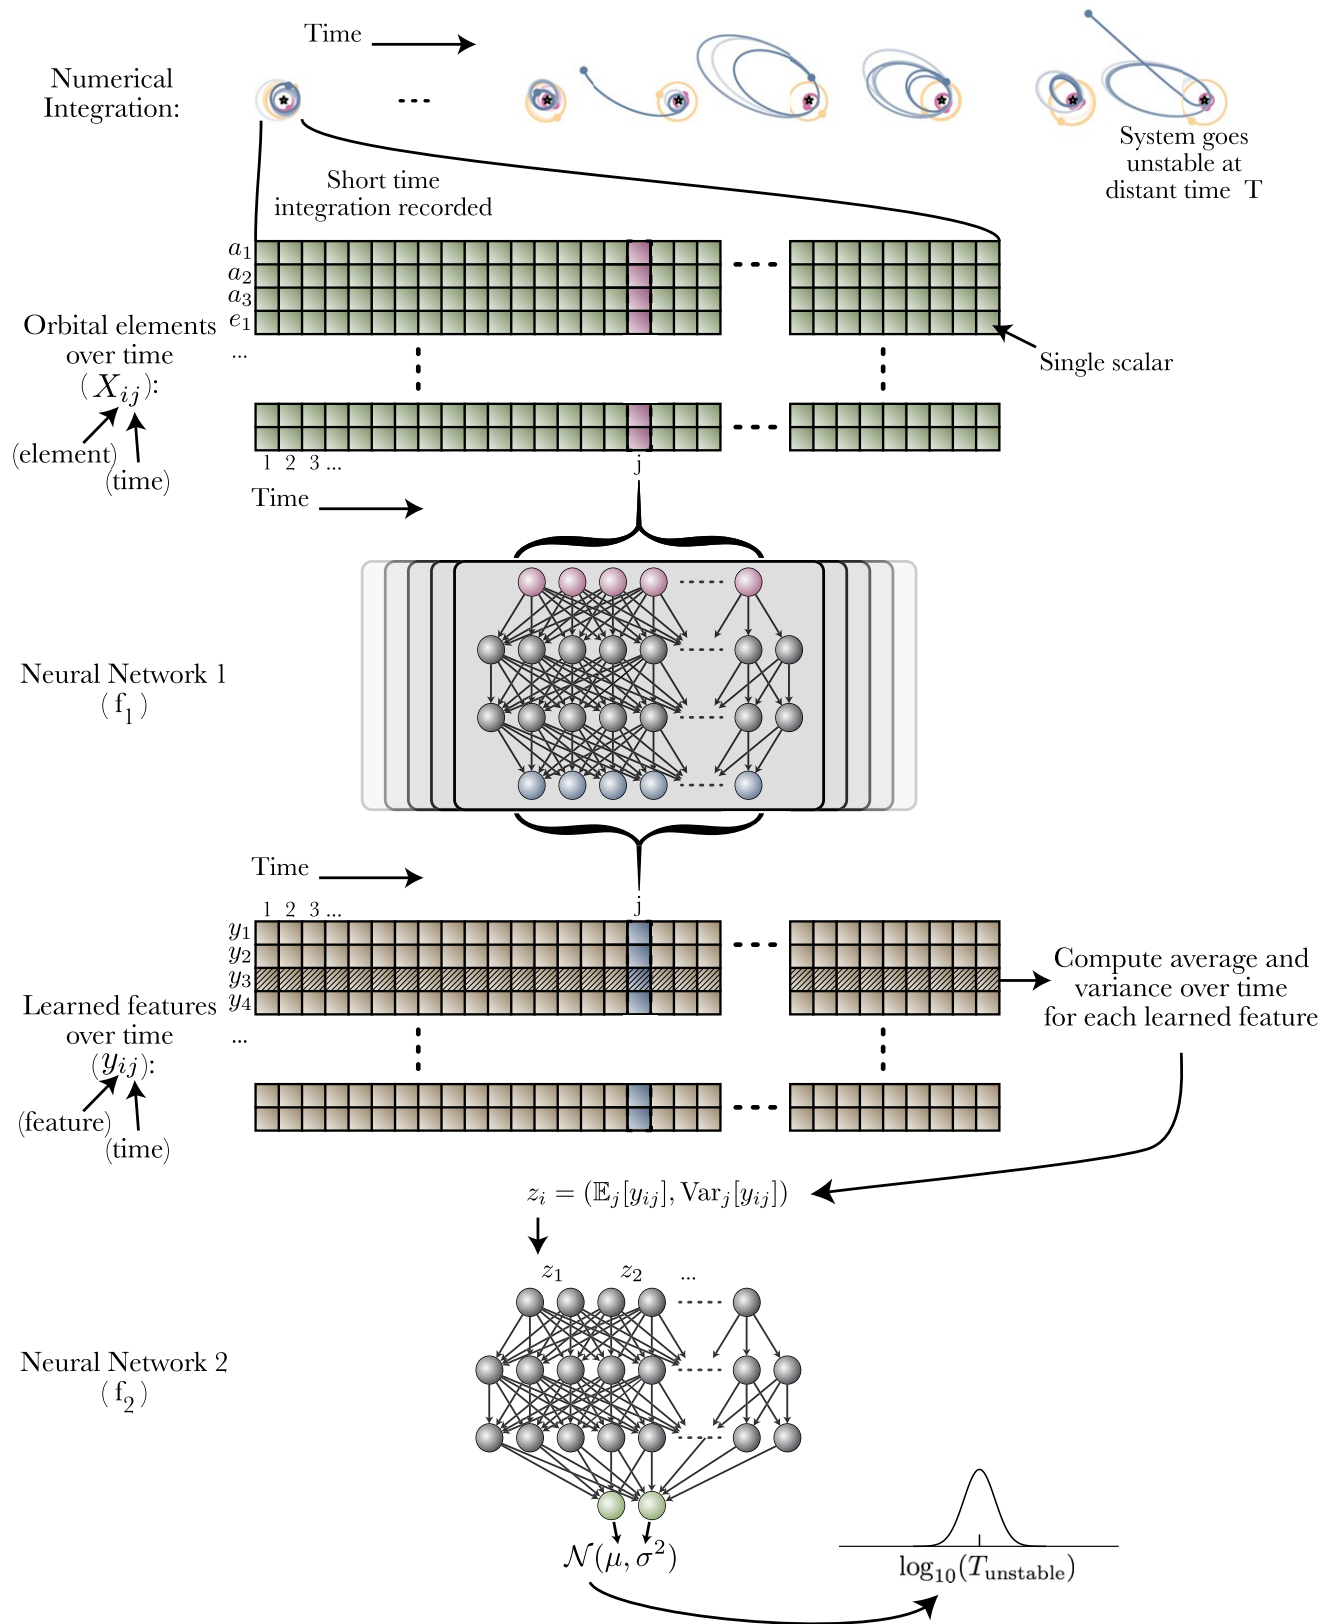 Time
Numerical
Integration:
System goes
unstable at
distant time T
Short time
integration recorded
a₁
a₂
a₃
e₁
...
Orbital elements
over time
(Xᵢⱼ):
(element)
(time)
Single scalar
1 2 3 ...
j
Time
Neural Network 1
(f₁)
Time
1 2 3 ...
j
y₁
y₂
y₃
y₄
...
Learned features
over time
(yᵢⱼ):
(feature)
(time)
Compute average and
variance over time
for each learned feature
zᵢ = (𝔼ⱼ[yᵢⱼ], Varⱼ[yᵢⱼ])
z₁ z₂ ...
Neural Network 2
(f₂)
𝒩(μ, σ²)
log₁₀(T_unstable)